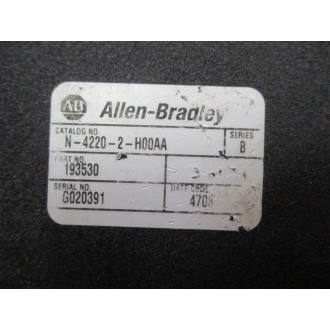 AB Allen-Bradley
CATALOG NO. SERIES
N-4220-2-H00AA B
PART NO.
193530
SERIAL NO. DATE CODE
G020391 4708